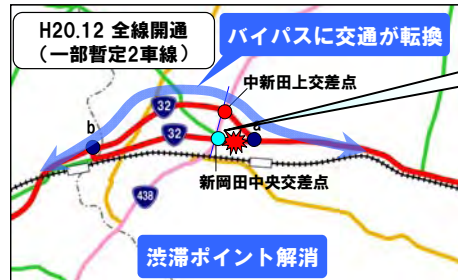 H20.12 全線開通
（一部暫定2車線）
バイパスに交通が転換
中新田上交差点
32
b
32
a
新岡田中央交差点
438
渋滞ポイント解消